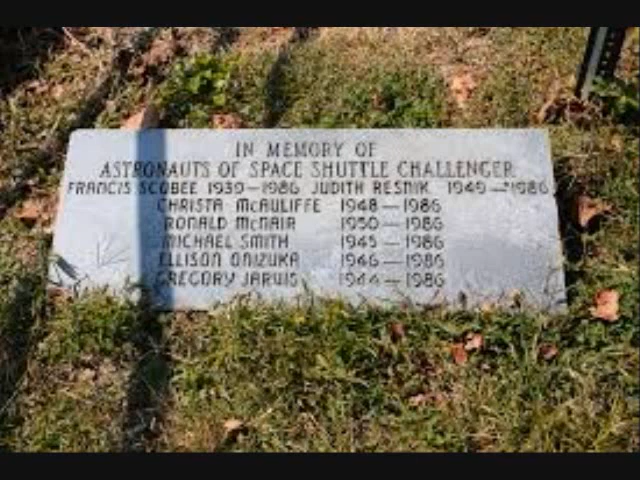 IN MEMORY OF
ASTRONAUTS OF SPACE SHUTTLE CHALLENGER
FRANCIS SCOBEE 1939-1986 JUDITH RESNIK 1949-1986
CHRISTA McAULIFFE 1948-1986
RONALD McNAIR 1950-1986
MICHAEL SMITH 1945-1986
ELLISON ONIZUKA 1946-1986
GREGORY JARVIS 1944-1986